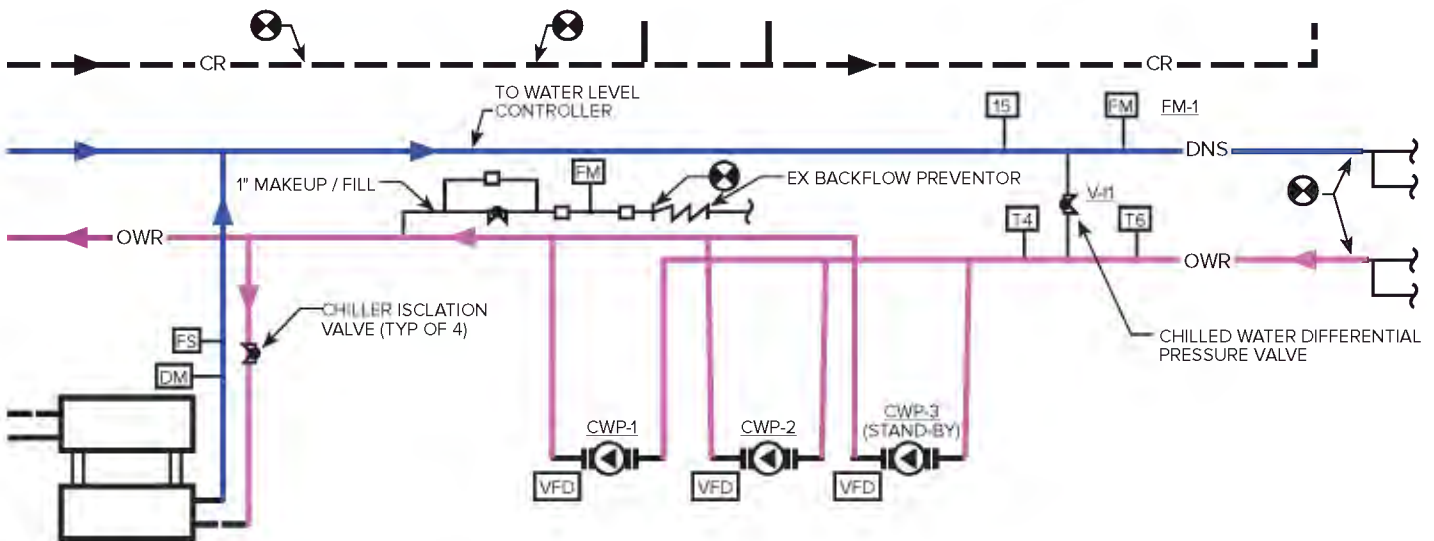 CR
CR
TO WATER LEVEL
CONTROLLER
15
FM
FM-1
DNS
1" MAKEUP / FILL
FM
EX BACKFLOW PREVENTOR
V-I1
T4
T6
OWR
OWR
CHILLER ISCLATION
VALVE (TYP OF 4)
CHILLED WATER DIFFERENTIAL
PRESSURE VALVE
FS
DM
CWP-1
CWP-2
CWP-3
(STAND-BY)
VFD
VFD
VFD